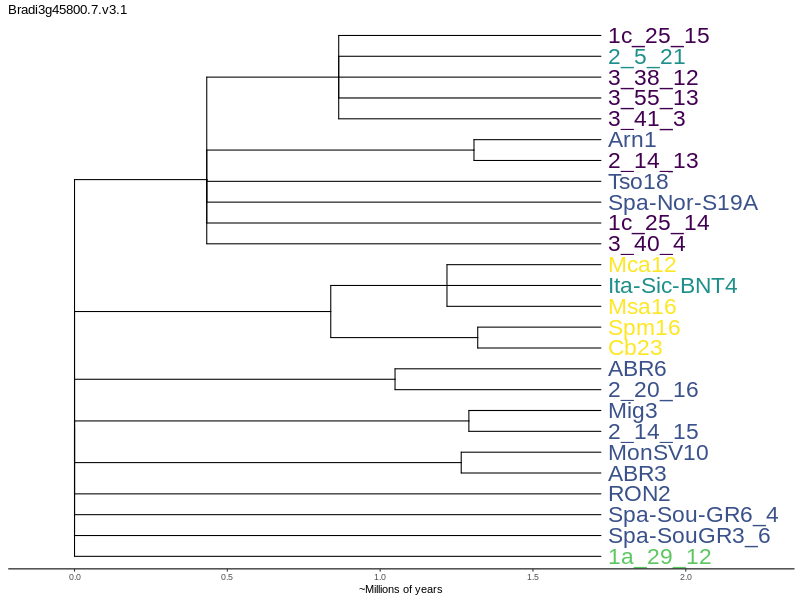 Bradi3g45800.7.v3.1
1c_25_15
2_5_21
3_38_12
3_55_13
3_41_3
Arn1
2_14_13
Tso18
Spa-Nor-S19A
1c_25_14
3_40_4
Mca12
Ita-Sic-BNT4
Msa16
Spm16
Cb23
ABR6
2_20_16
Mig3
2_14_15
MonSV10
ABR3
RON2
Spa-Sou-GR6_4
Spa-SouGR3_6
1a_29_12
0.0 0.5 1.0 1.5 2.0
~Millions of years